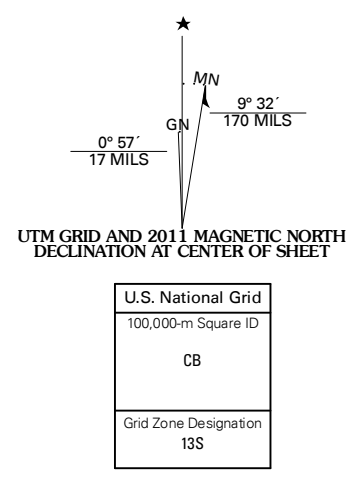 MN
GN
9° 32´
170 MILS
0° 57´
17 MILS
UTM GRID AND 2011 MAGNETIC NORTH
DECLINATION AT CENTER OF SHEET
U.S. National Grid
100,000-m Square ID
CB
Grid Zone Designation
13S